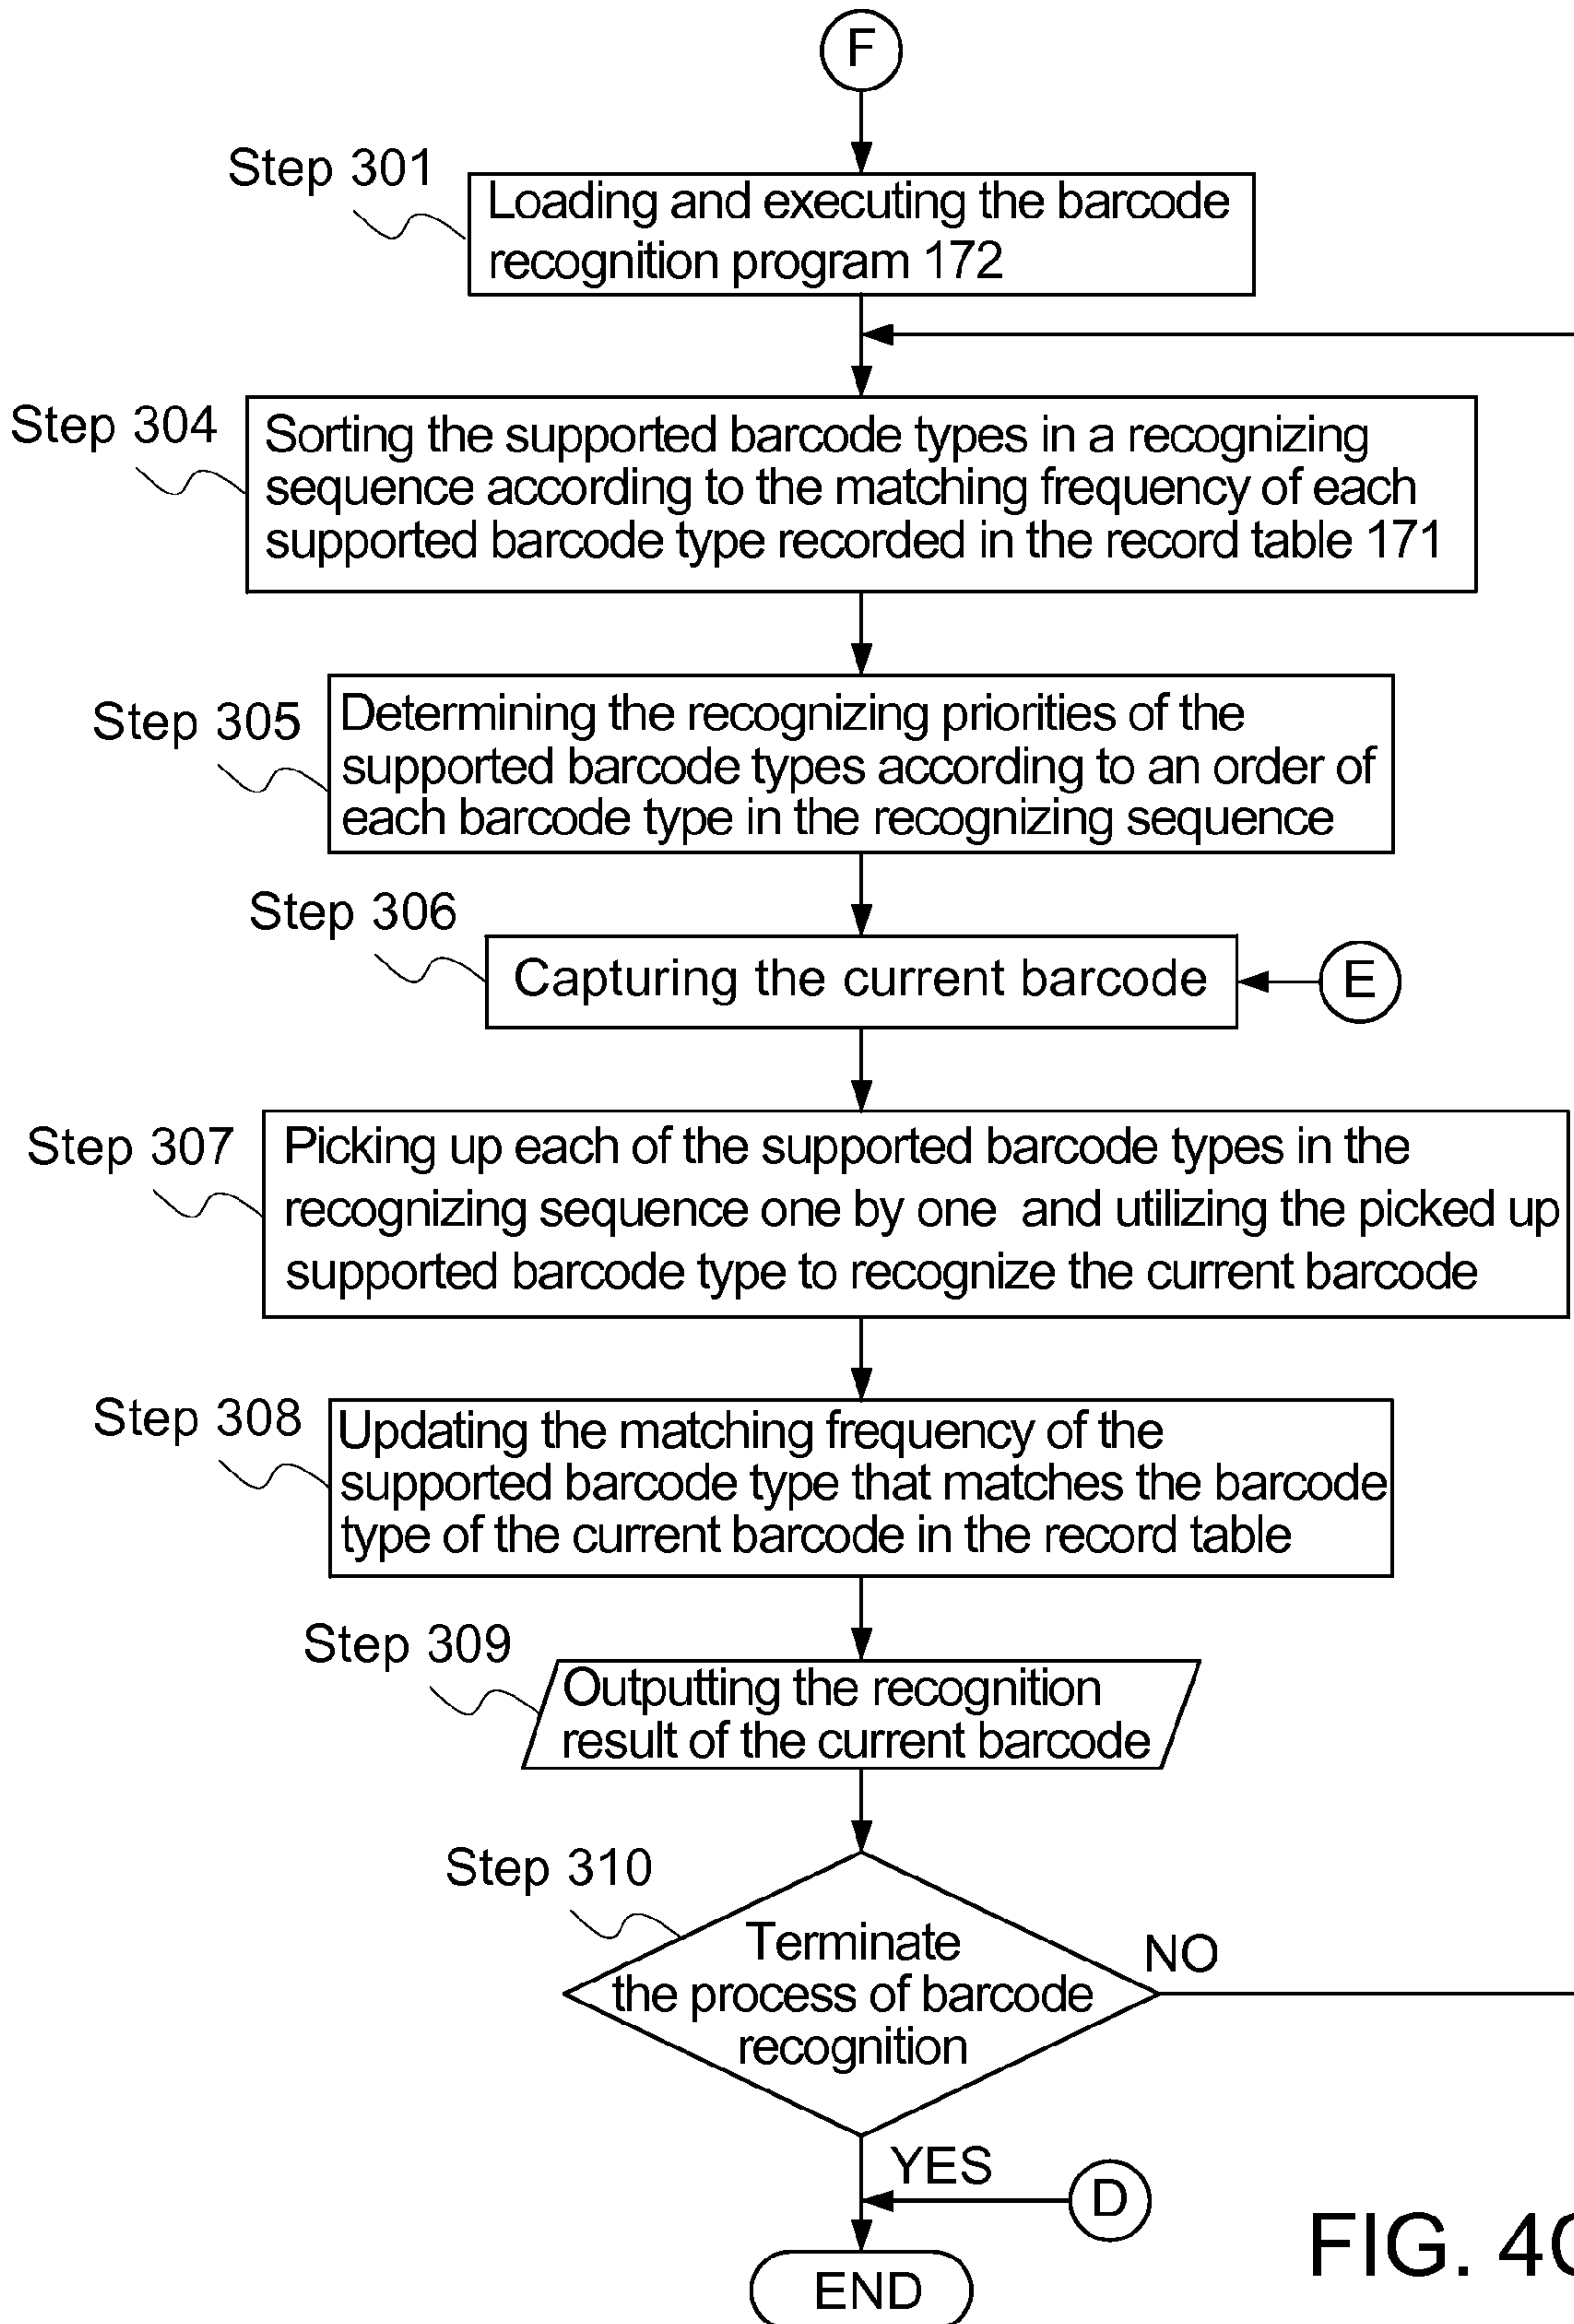 F
Step 301
Loading and executing the barcode
recognition program 172
Step 304
Sorting the supported barcode types in a recognizing
sequence according to the matching frequency of each
supported barcode type recorded in the record table 171
Step 305
Determining the recognizing priorities of the
supported barcode types according to an order of
each barcode type in the recognizing sequence
Step 306
Capturing the current barcode
E
Step 307
Picking up each of the supported barcode types in the
recognizing sequence one by one and utilizing the picked up
supported barcode type to recognize the current barcode
Step 308
Updating the matching frequency of the
supported barcode type that matches the barcode
type of the current barcode in the record table
Step 309
Outputting the recognition
result of the current barcode
Step 310
Terminate
the process of barcode
recognition
NO
YES
D
END
FIG. 4C